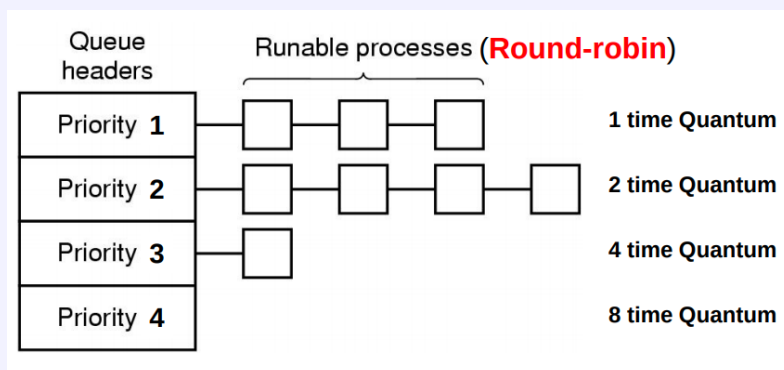 Queue
headers
Runable processes (Round-robin)
Priority 1
1 time Quantum
Priority 2
2 time Quantum
Priority 3
4 time Quantum
Priority 4
8 time Quantum